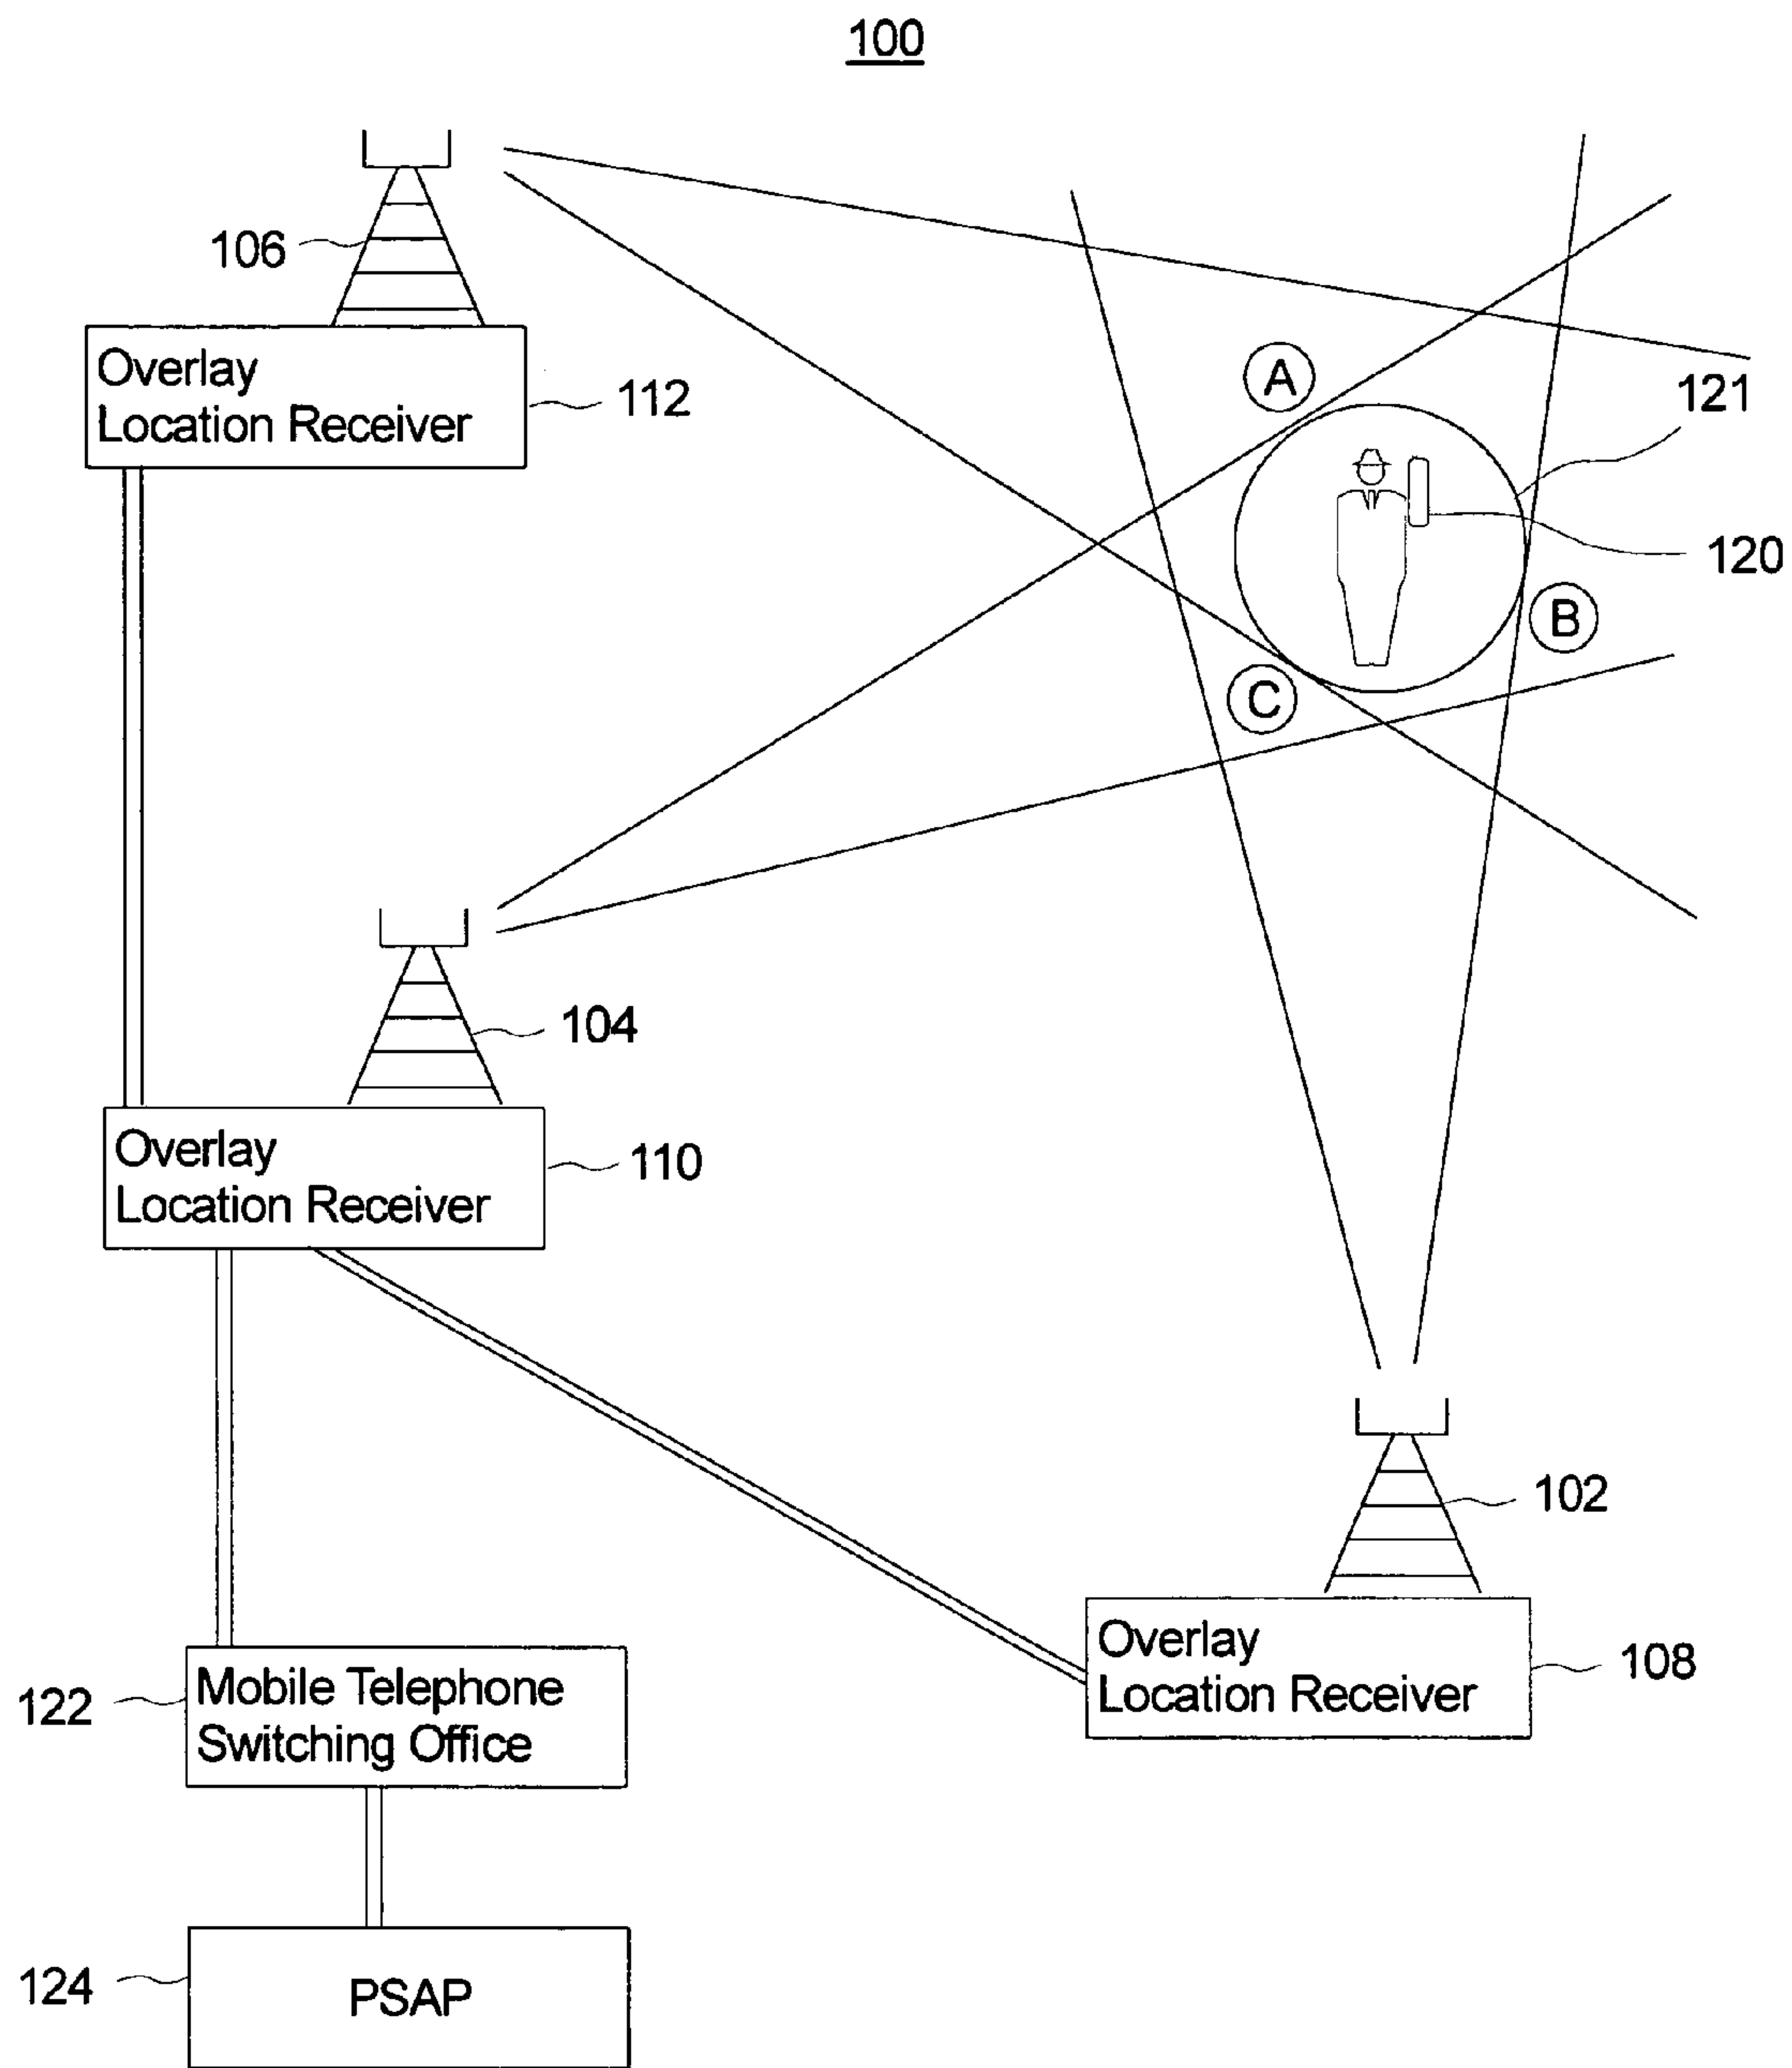 100
106
Overlay
Location Receiver
112
A
121
120
B
C
104
Overlay
Location Receiver
110
102
Overlay
Location Receiver
108
122
Mobile Telephone
Switching Office
124
PSAP